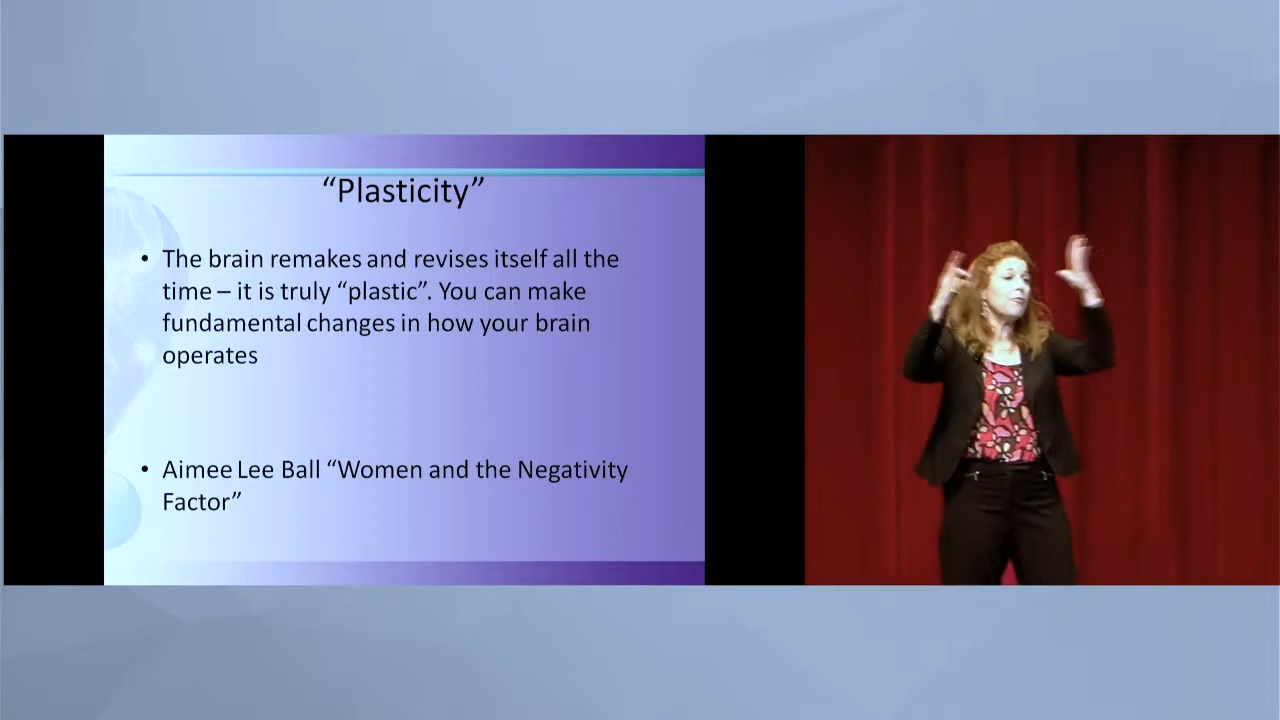 “Plasticity”
• The brain remakes and revises itself all the
time – it is truly “plastic”. You can make
fundamental changes in how your brain
operates
• Aimee Lee Ball “Women and the Negativity
Factor”